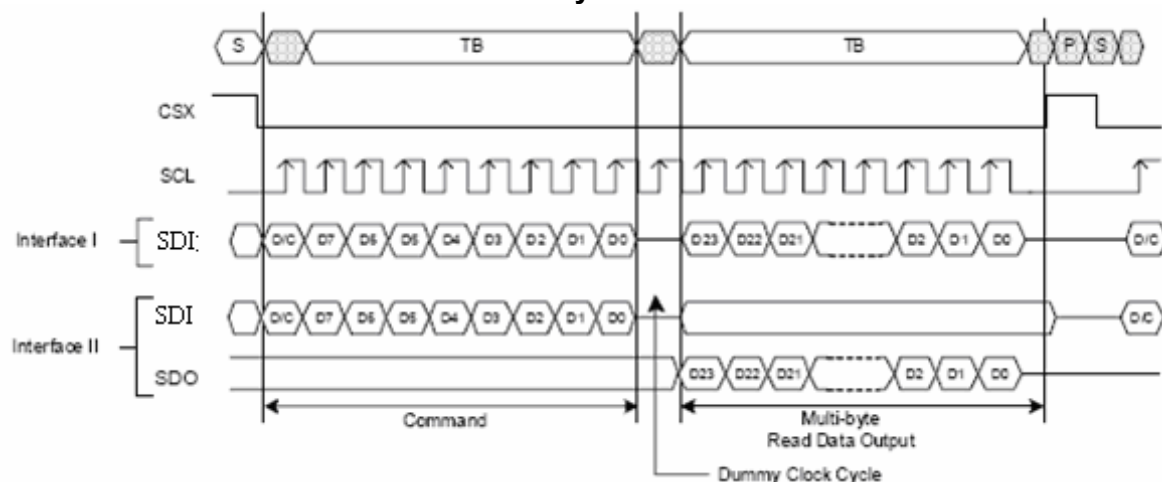 S TB TB P S
CSX
SCL
Interface I SDI: D/C D7 D6 D5 D4 D3 D2 D1 D0 D23 D22 D21 D2 D1 D0 D/C
SDI D/C D7 D6 D5 D4 D3 D2 D1 D0 D/C
Interface II
SDO D23 D22 D21 D2 D1 D0
Command Multi-byte
Read Data Output
Dummy Clock Cycle